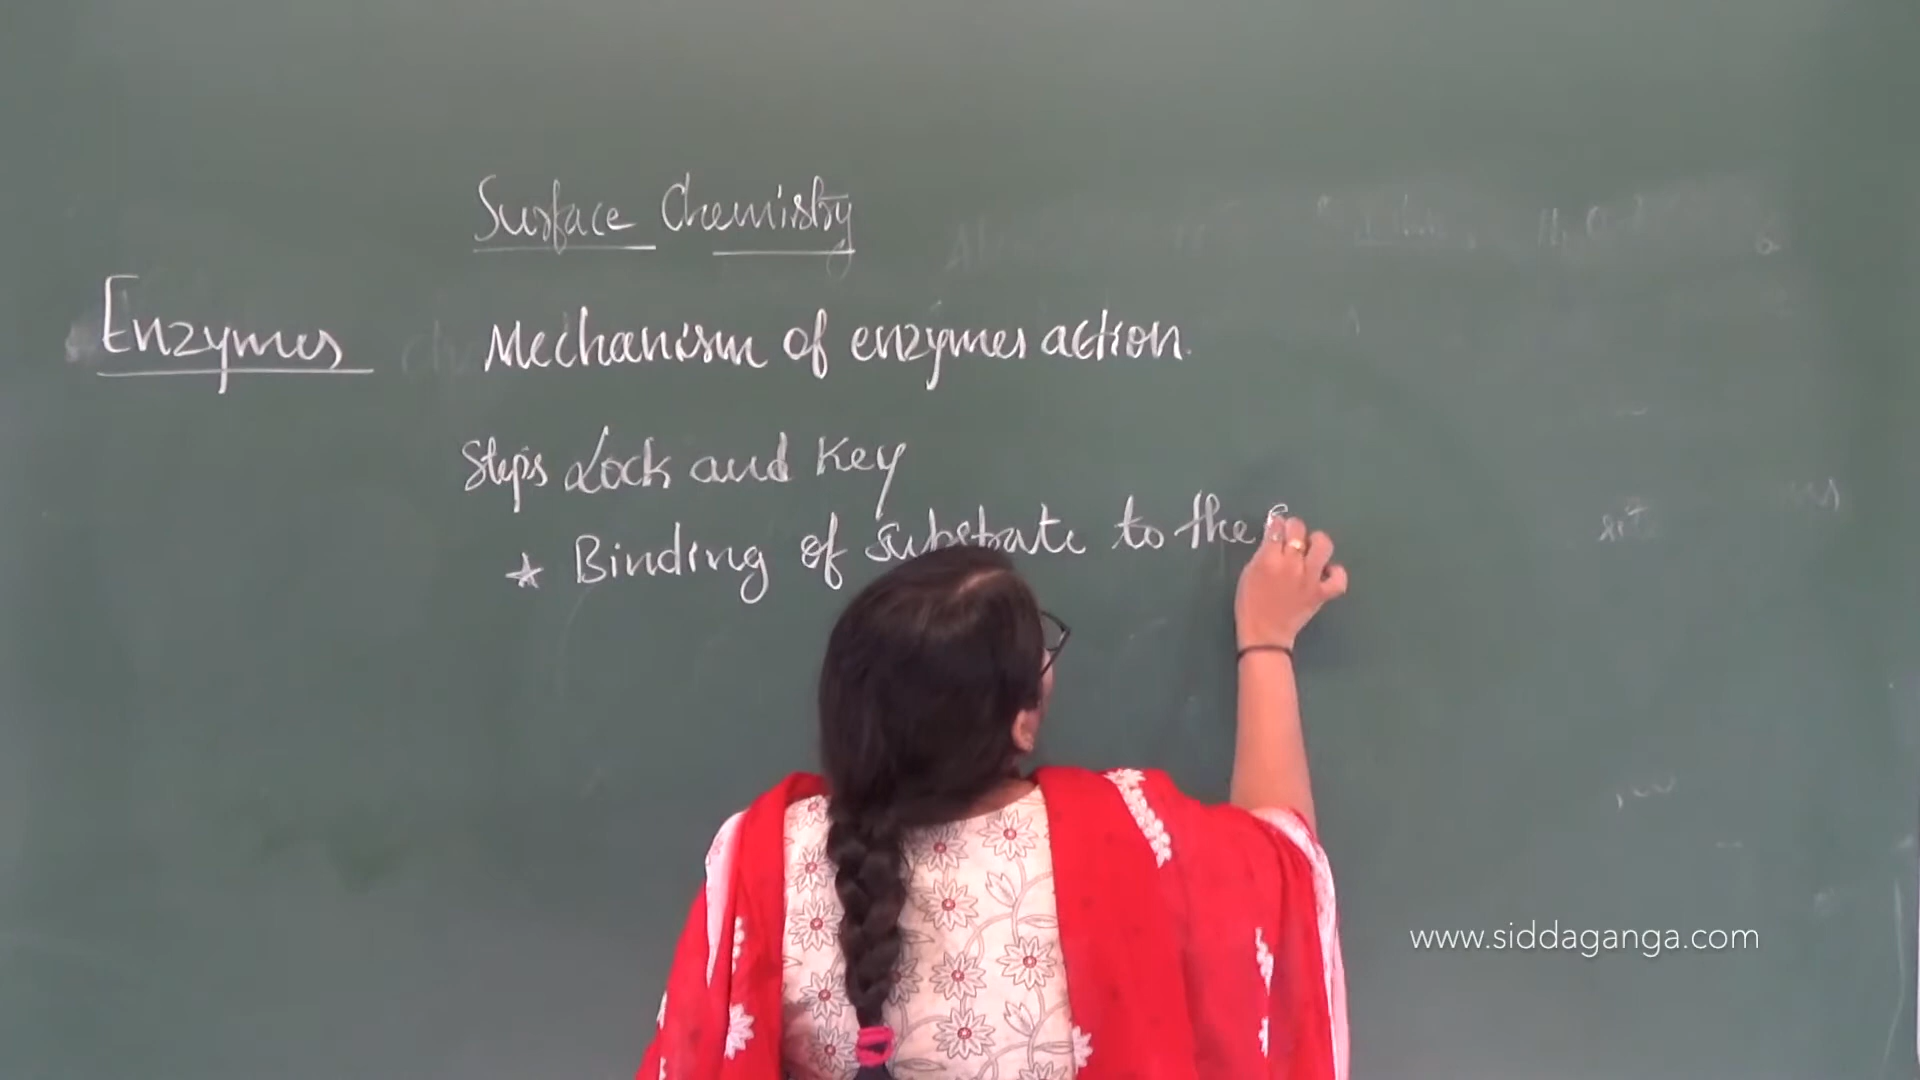 Surface Chemistry
Enzymes Mechanism of enzymes action.
Steps Lock and Key
* Binding of substrate to the
www.siddaganga.com